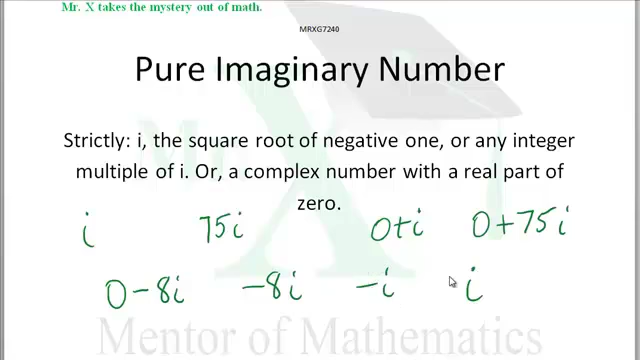 Mr. X takes the mystery out of math.
MRXG7240
Pure Imaginary Number
Strictly: i, the square root of negative one, or any integer
multiple of i. Or, a complex number with a real part of
zero.
i 75i 0+i 0+75i
0-8i -8i -i i
Mentor of Mathematics